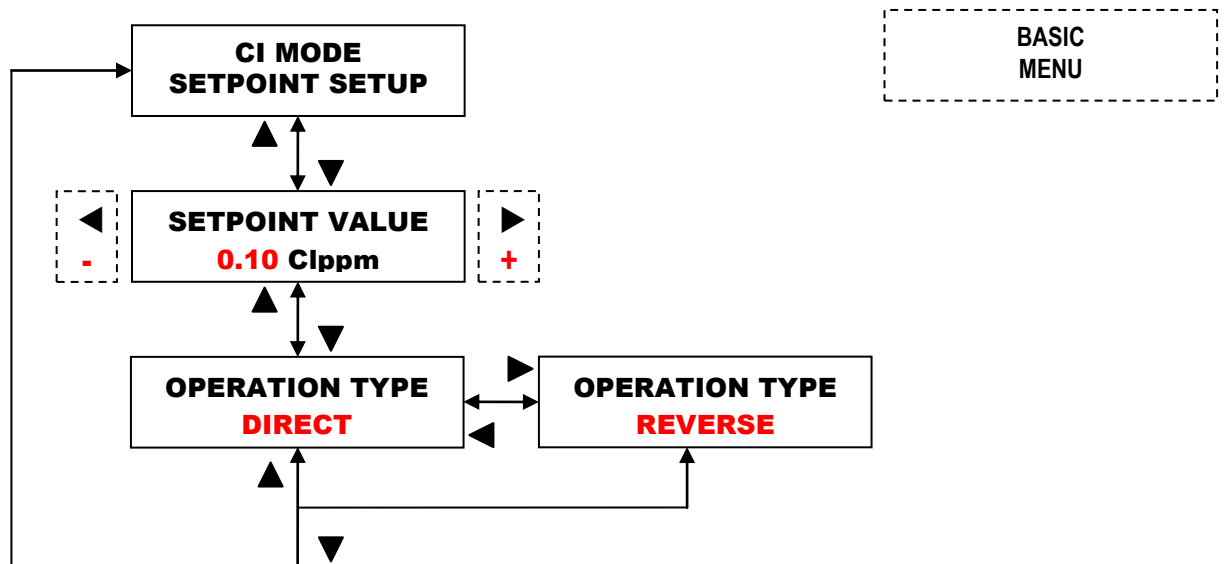 CI MODE
SETPOINT SETUP
BASIC
MENU
SETPOINT VALUE
0.10 Clppm
-
+
OPERATION TYPE
DIRECT
OPERATION TYPE
REVERSE